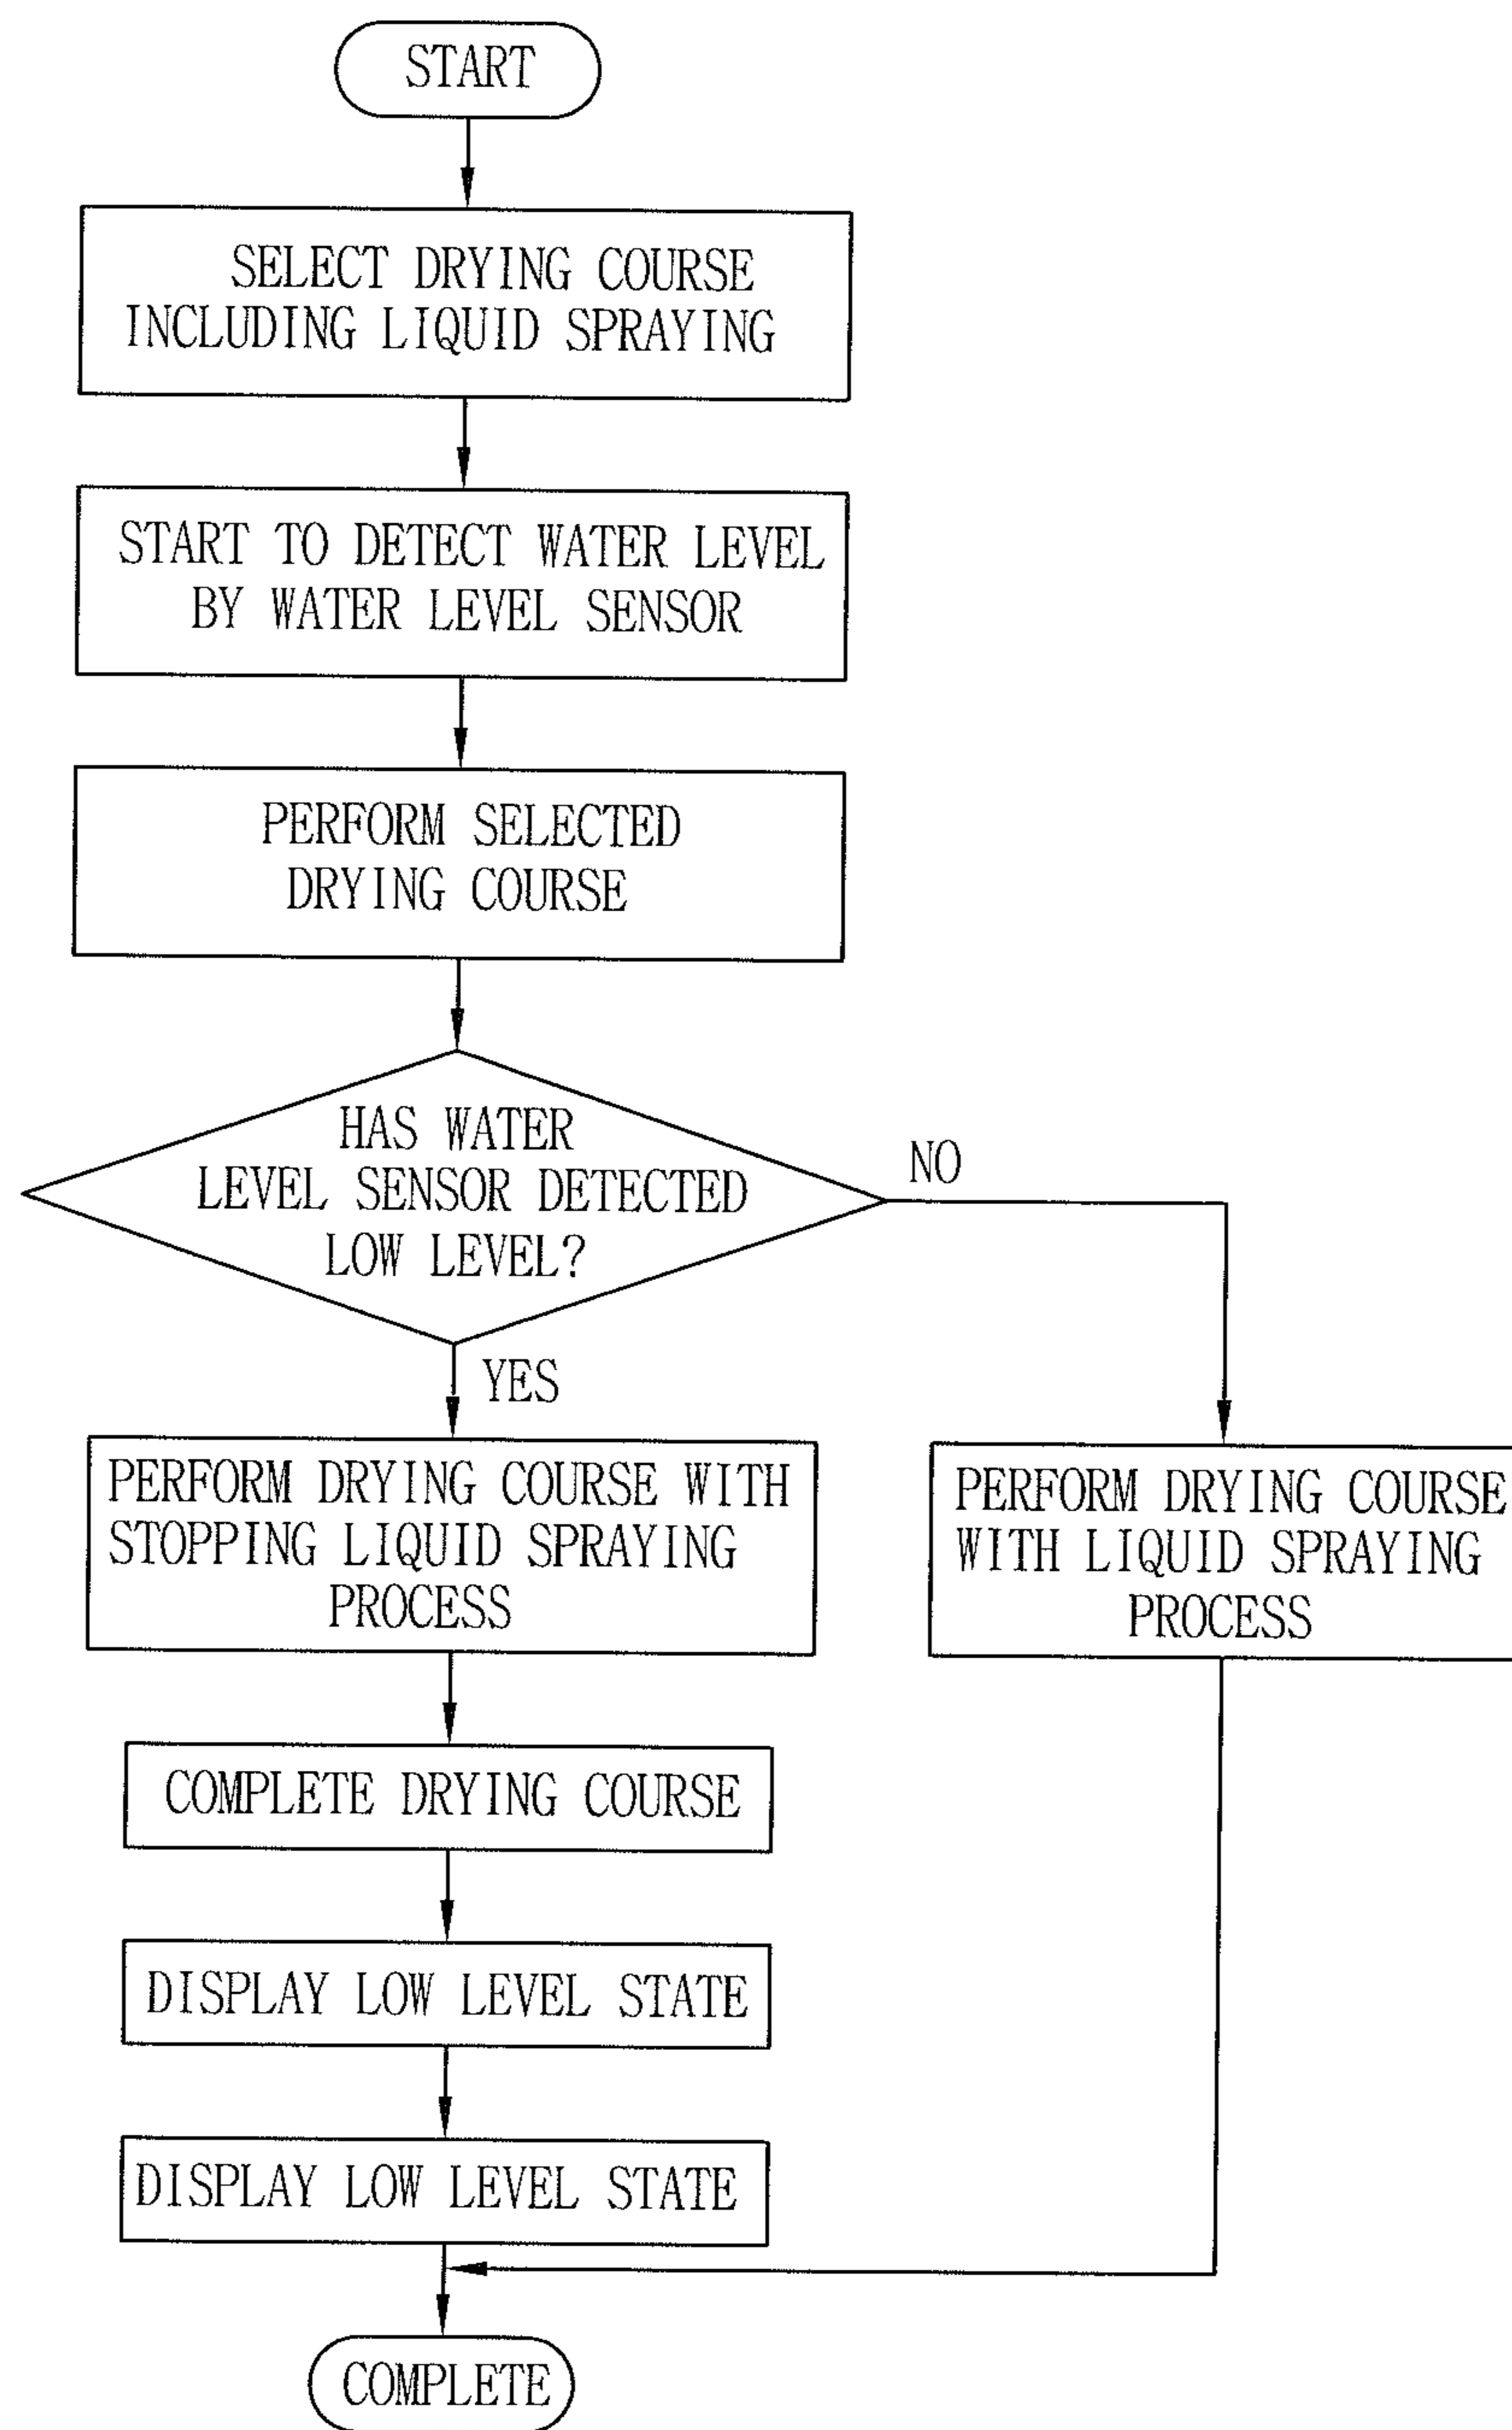 START
SELECT DRYING COURSE
INCLUDING LIQUID SPRAYING
START TO DETECT WATER LEVEL
BY WATER LEVEL SENSOR
PERFORM SELECTED
DRYING COURSE
HAS WATER
LEVEL SENSOR DETECTED
LOW LEVEL?
NO
YES
PERFORM DRYING COURSE WITH
STOPPING LIQUID SPRAYING
PROCESS
PERFORM DRYING COURSE
WITH LIQUID SPRAYING
PROCESS
COMPLETE DRYING COURSE
DISPLAY LOW LEVEL STATE
DISPLAY LOW LEVEL STATE
COMPLETE